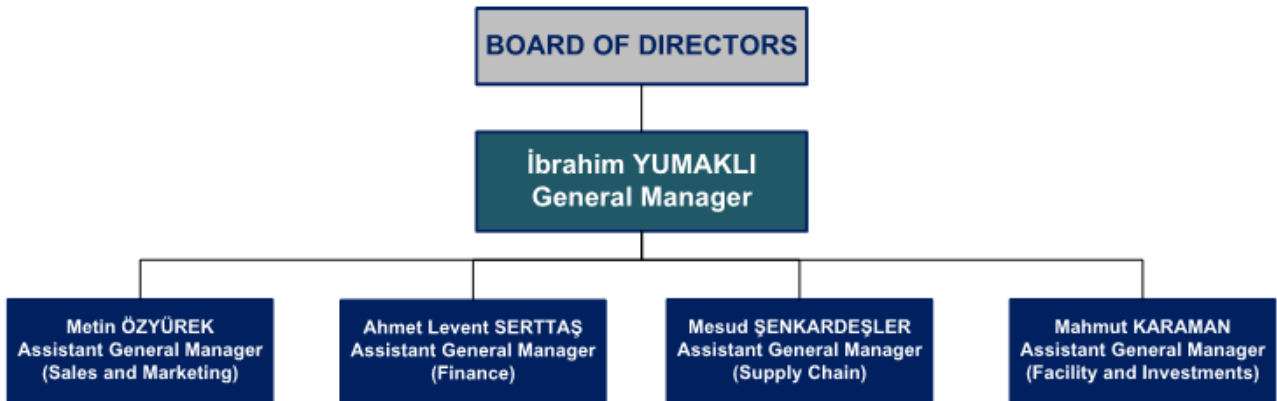 BOARD OF DIRECTORS
İbrahim YUMAKLI
General Manager
Metin ÖZYÜREK
Assistant General Manager
(Sales and Marketing)
Ahmet Levent SERTTAŞ
Assistant General Manager
(Finance)
Mesud ŞENKARDEŞLER
Assistant General Manager
(Supply Chain)
Mahmut KARAMAN
Assistant General Manager
(Facility and Investments)